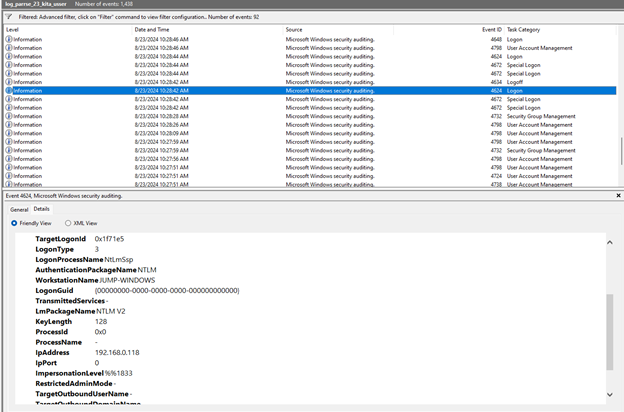 log_parrse_23_kita_usser Number of events: 1,438
Filtered: Advanced filter, click on "Filter" command to view filter configuration.. Number of events: 92
Level Date and Time Source Event ID Task Category
Information 8/23/2024 10:28:46 AM Microsoft Windows security auditing. 4648 Logon
Information 8/23/2024 10:28:46 AM Microsoft Windows security auditing. 4798 User Account Management
Information 8/23/2024 10:28:44 AM Microsoft Windows security auditing. 4624 Logon
Information 8/23/2024 10:28:44 AM Microsoft Windows security auditing. 4672 Special Logon
Information 8/23/2024 10:28:44 AM Microsoft Windows security auditing. 4672 Special Logon
Information 8/23/2024 10:28:42 AM Microsoft Windows security auditing. 4634 Logoff
Information 8/23/2024 10:28:42 AM Microsoft Windows security auditing. 4624 Logon
Information 8/23/2024 10:28:42 AM Microsoft Windows security auditing. 4672 Special Logon
Information 8/23/2024 10:28:42 AM Microsoft Windows security auditing. 4672 Special Logon
Information 8/23/2024 10:28:28 AM Microsoft Windows security auditing. 4732 Security Group Management
Information 8/23/2024 10:28:26 AM Microsoft Windows security auditing. 4798 User Account Management
Information 8/23/2024 10:28:09 AM Microsoft Windows security auditing. 4798 User Account Management
Information 8/23/2024 10:27:59 AM Microsoft Windows security auditing. 4798 User Account Management
Information 8/23/2024 10:27:59 AM Microsoft Windows security auditing. 4732 Security Group Management
Information 8/23/2024 10:27:56 AM Microsoft Windows security auditing. 4798 User Account Management
Information 8/23/2024 10:27:51 AM Microsoft Windows security auditing. 4798 User Account Management
Information 8/23/2024 10:27:51 AM Microsoft Windows security auditing. 4724 User Account Management
Information 8/23/2024 10:27:51 AM Microsoft Windows security auditing. 4738 User Account Management
Event 4624, Microsoft Windows security auditing.
General Details
Friendly View XML View
TargetLogonId 0x1f71e5
LogonType 3
LogonProcessName NtLmSsp
AuthenticationPackageName NTLM
WorkstationName JUMP-WINDOWS
LogonGuid {00000000-0000-0000-0000-000000000000}
TransmittedServices -
LmPackageName NTLM V2
KeyLength 128
ProcessId 0x0
ProcessName -
IpAddress 192.168.0.118
IpPort 0
ImpersonationLevel %%1833
RestrictedAdminMode -
TargetOutboundUserName -
TargetOutboundDomainName